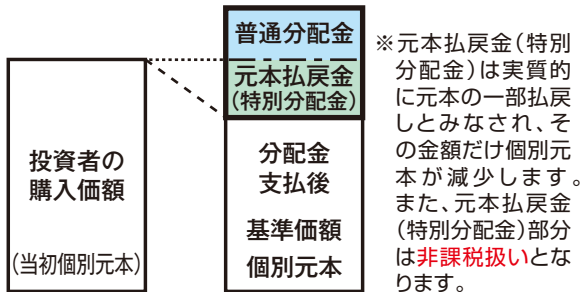 普通分配金
元本払戻金
(特別分配金)
投資者の
購入価額
(当初個別元本)
分配金
支払後
基準価額
個別元本
※元本払戻金(特別
分配金)は実質的
に元本の一部払戻
しとみなされ、そ
の金額だけ個別元
本が減少します。
また、元本払戻金
(特別分配金)部分
は非課税扱いとな
ります。